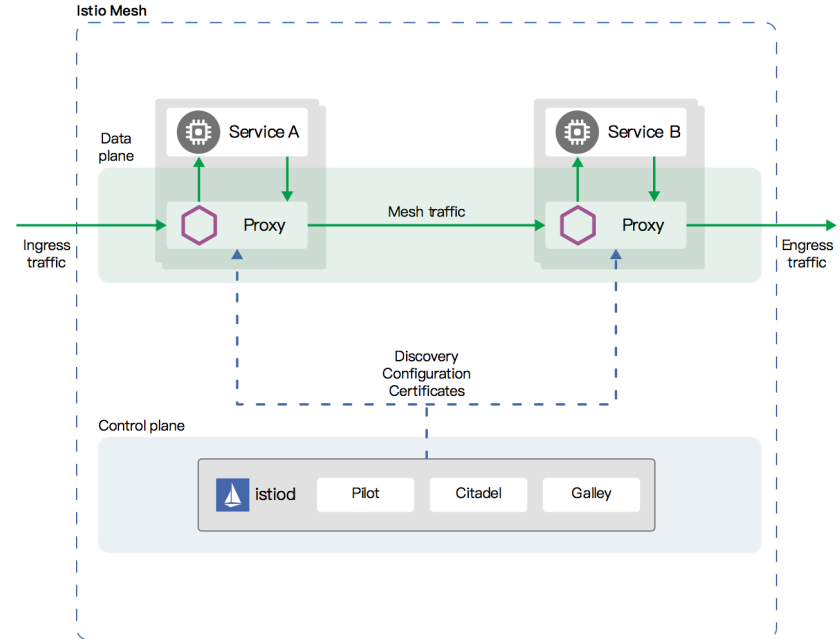 Istio Mesh
Service A
Service B
Data
plane
Mesh traffic
Proxy
Proxy
Ingress
traffic
Engress
traffic
Discovery
Configuration
Certificates
Control plane
istiod
Pilot
Citadel
Galley